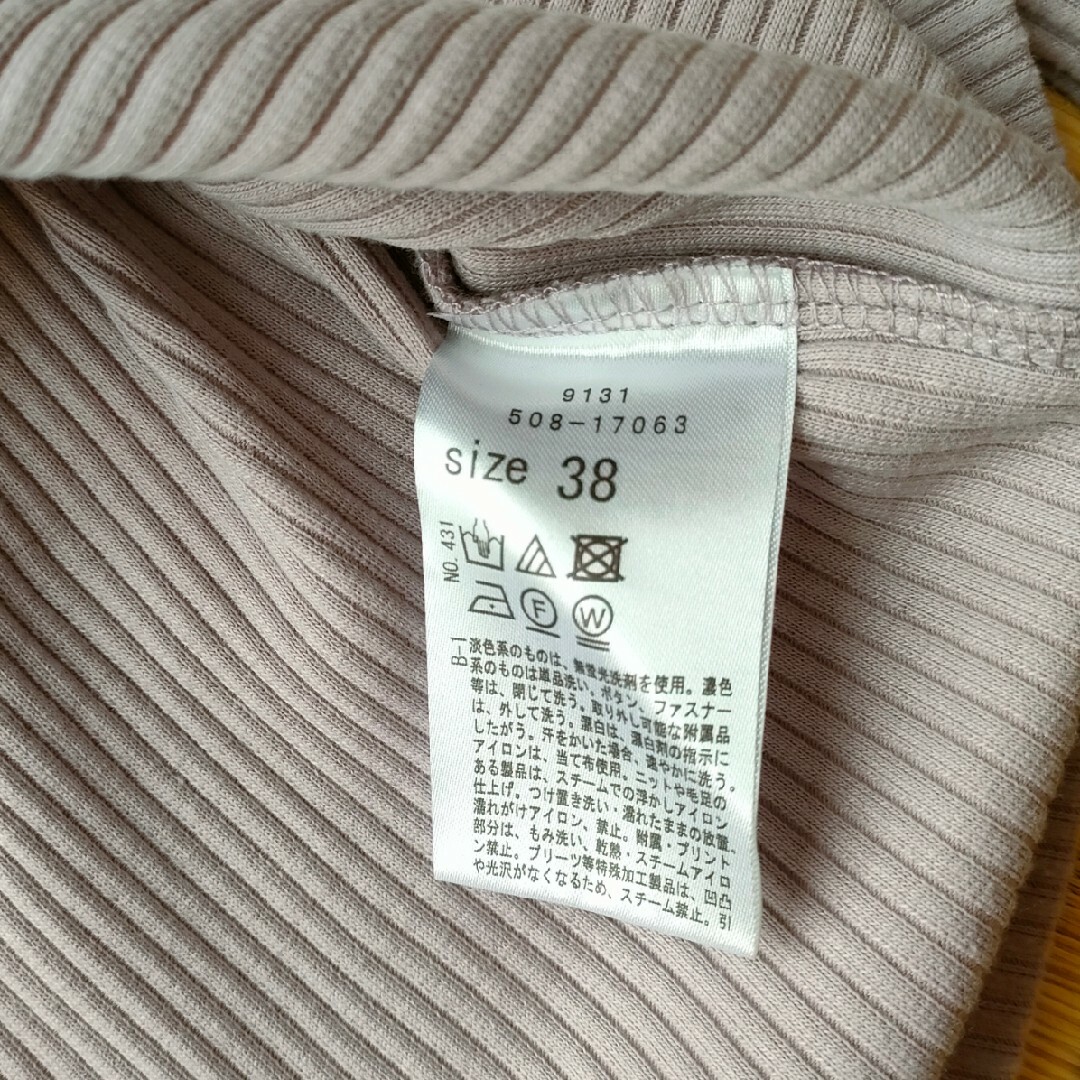 9131
508-17063
size 38
NO. 431
F W
B-1
淡色系のものは、無蛍光洗剤を使用。濃色
系のものは単品洗い、ボタン、ファスナー
等は、閉じて洗う。取り外し可能な附属品
は、外して洗う。漂白は、漂白剤の指示に
したがう。汗をかいた場合、速やかに洗う。
アイロンは、当て布使用。ニットや毛足の
ある製品は、スチームでの浮かしアイロン
仕上げ。つけ置き洗い・濡れたままの放置、
濡れがけアイロン、禁止。附属・プリント
部分は、もみ洗い、乾熱・スチームアイロ
ン禁止。プリーツ等特殊加工製品は、凹凸
や光沢がなくなるため、スチーム禁止。引